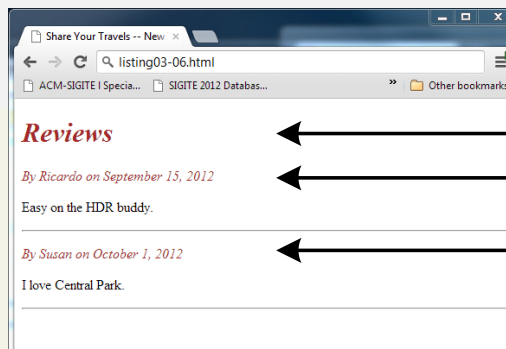 Share Your Travels -- New
listing03-06.html
ACM-SIGITE I Specia... SIGITE 2012 Databas... » Other bookmarks
Reviews
By Ricardo on September 15, 2012
Easy on the HDR buddy.
By Susan on October 1, 2012
I love Central Park.